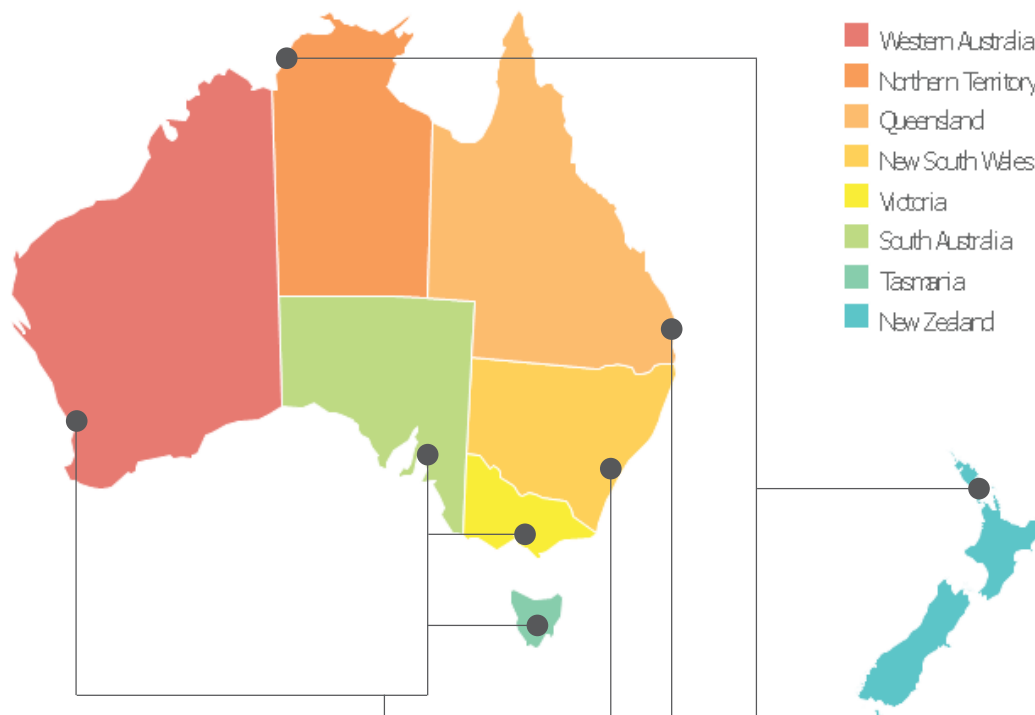 Western Australia
Northern Territory
Queensland
New South Wales
Victoria
South Australia
Tasmania
New Zealand